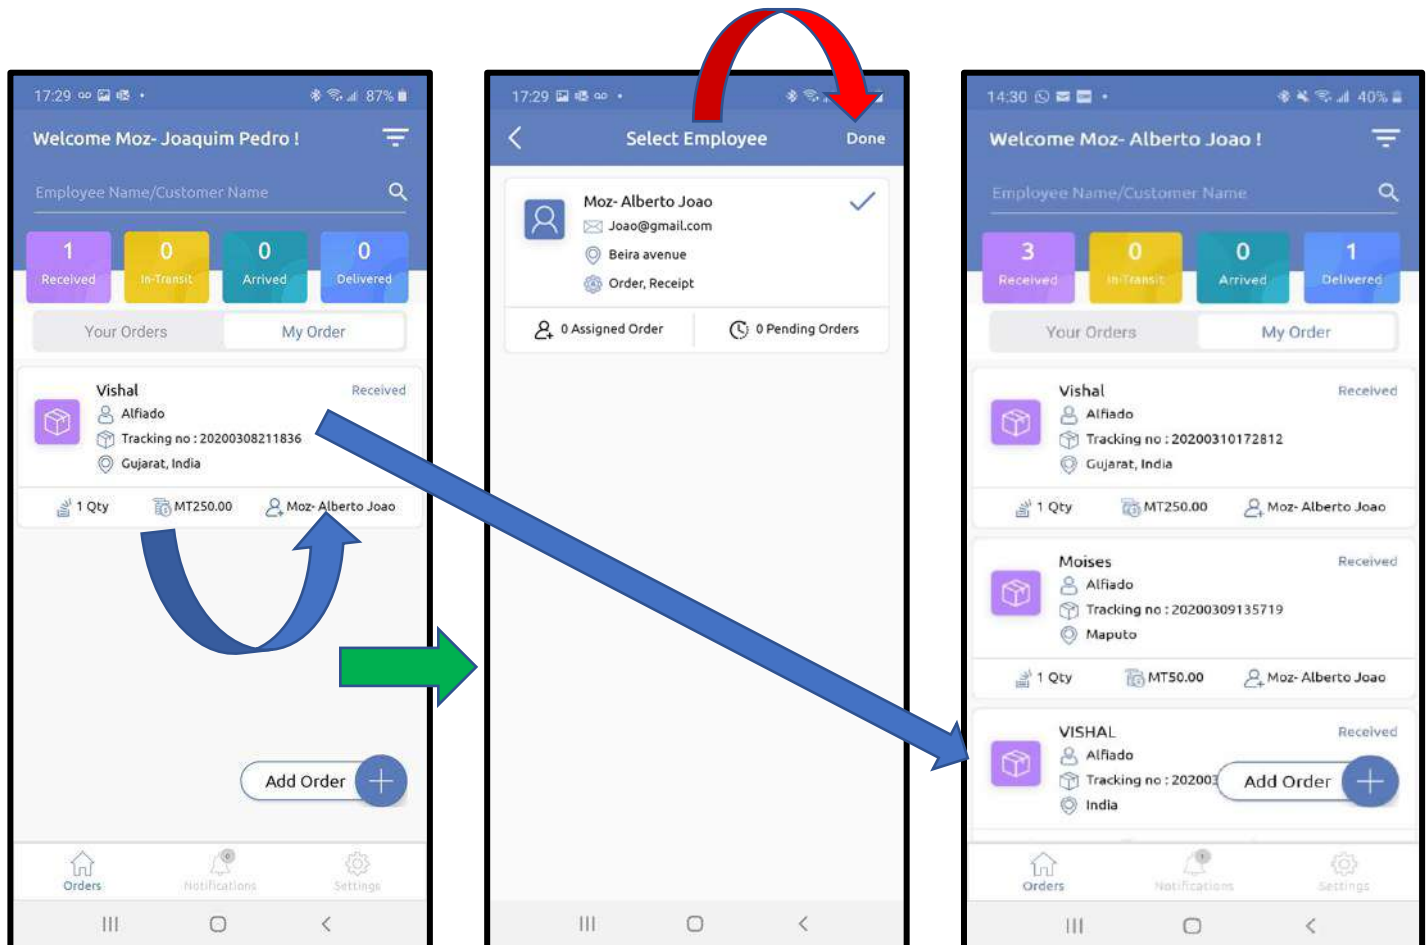 17:29
87%
Welcome Moz- Joaquim Pedro !
Employee Name/Customer Name
1
Received
0
In-Transit
0
Arrived
0
Delivered
Your Orders
My Order
Vishal
Received
Alfiado
Tracking no : 20200308211836
Gujarat, India
1 Qty
MT250.00
Moz- Alberto Joao
Add Order
Orders
Notifications
Settings
17:29
Select Employee
Done
Moz- Alberto Joao
Joao@gmail.com
Beira avenue
Order, Receipt
0 Assigned Order
0 Pending Orders
14:30
40%
Welcome Moz- Alberto Joao !
Employee Name/Customer Name
3
Received
0
In-Transit
0
Arrived
1
Delivered
Your Orders
My Order
Vishal
Received
Alfiado
Tracking no : 20200310172812
Gujarat, India
1 Qty
MT250.00
Moz- Alberto Joao
Moises
Received
Alfiado
Tracking no : 20200309135719
Maputo
1 Qty
MT50.00
Moz- Alberto Joao
VISHAL
Received
Alfiado
Tracking no : 202003
India
Add Order
Orders
Notifications
Settings